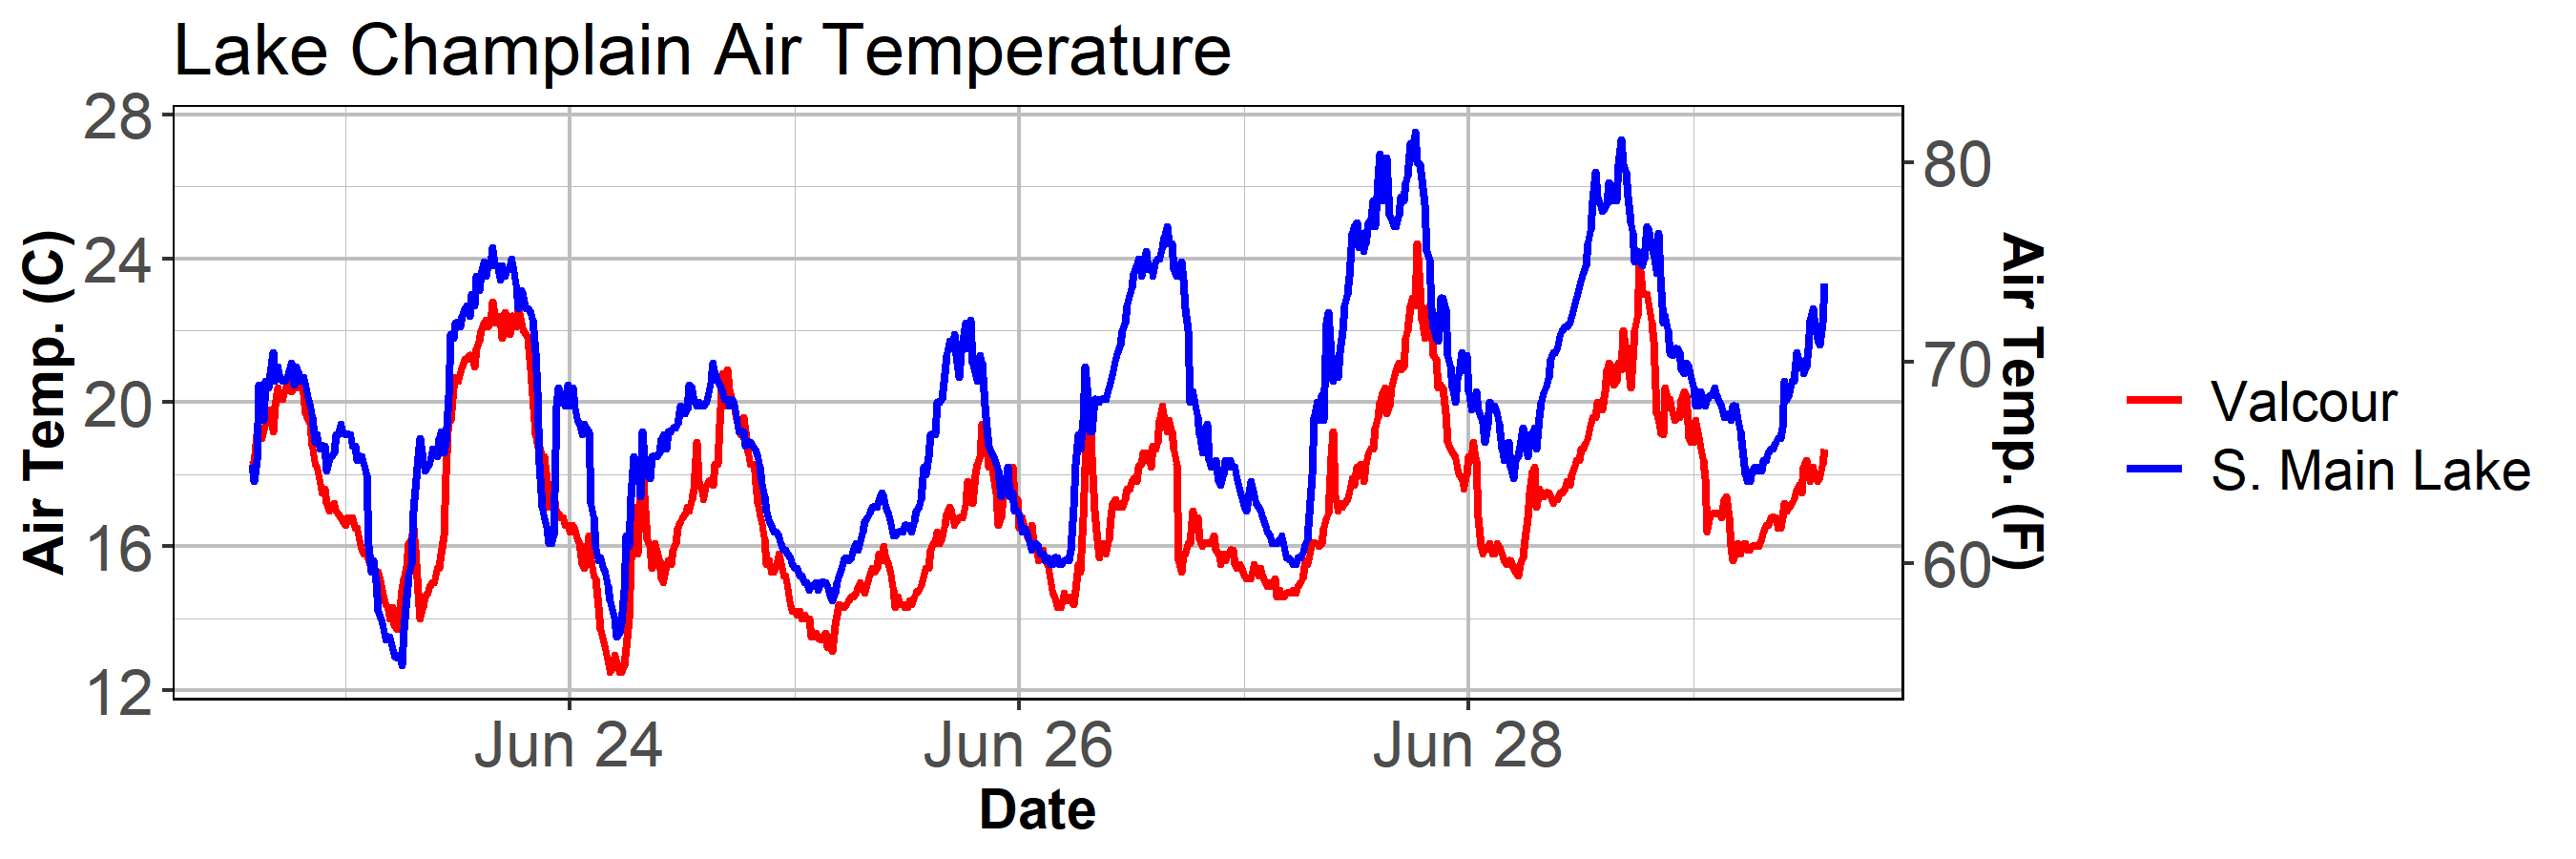 Lake Champlain Air Temperature
28
24
20
16
12
Air Temp. (C)
80
70
60
Air Temp. (F)
Jun 24
Jun 26
Jun 28
Date
Valcour
S. Main Lake